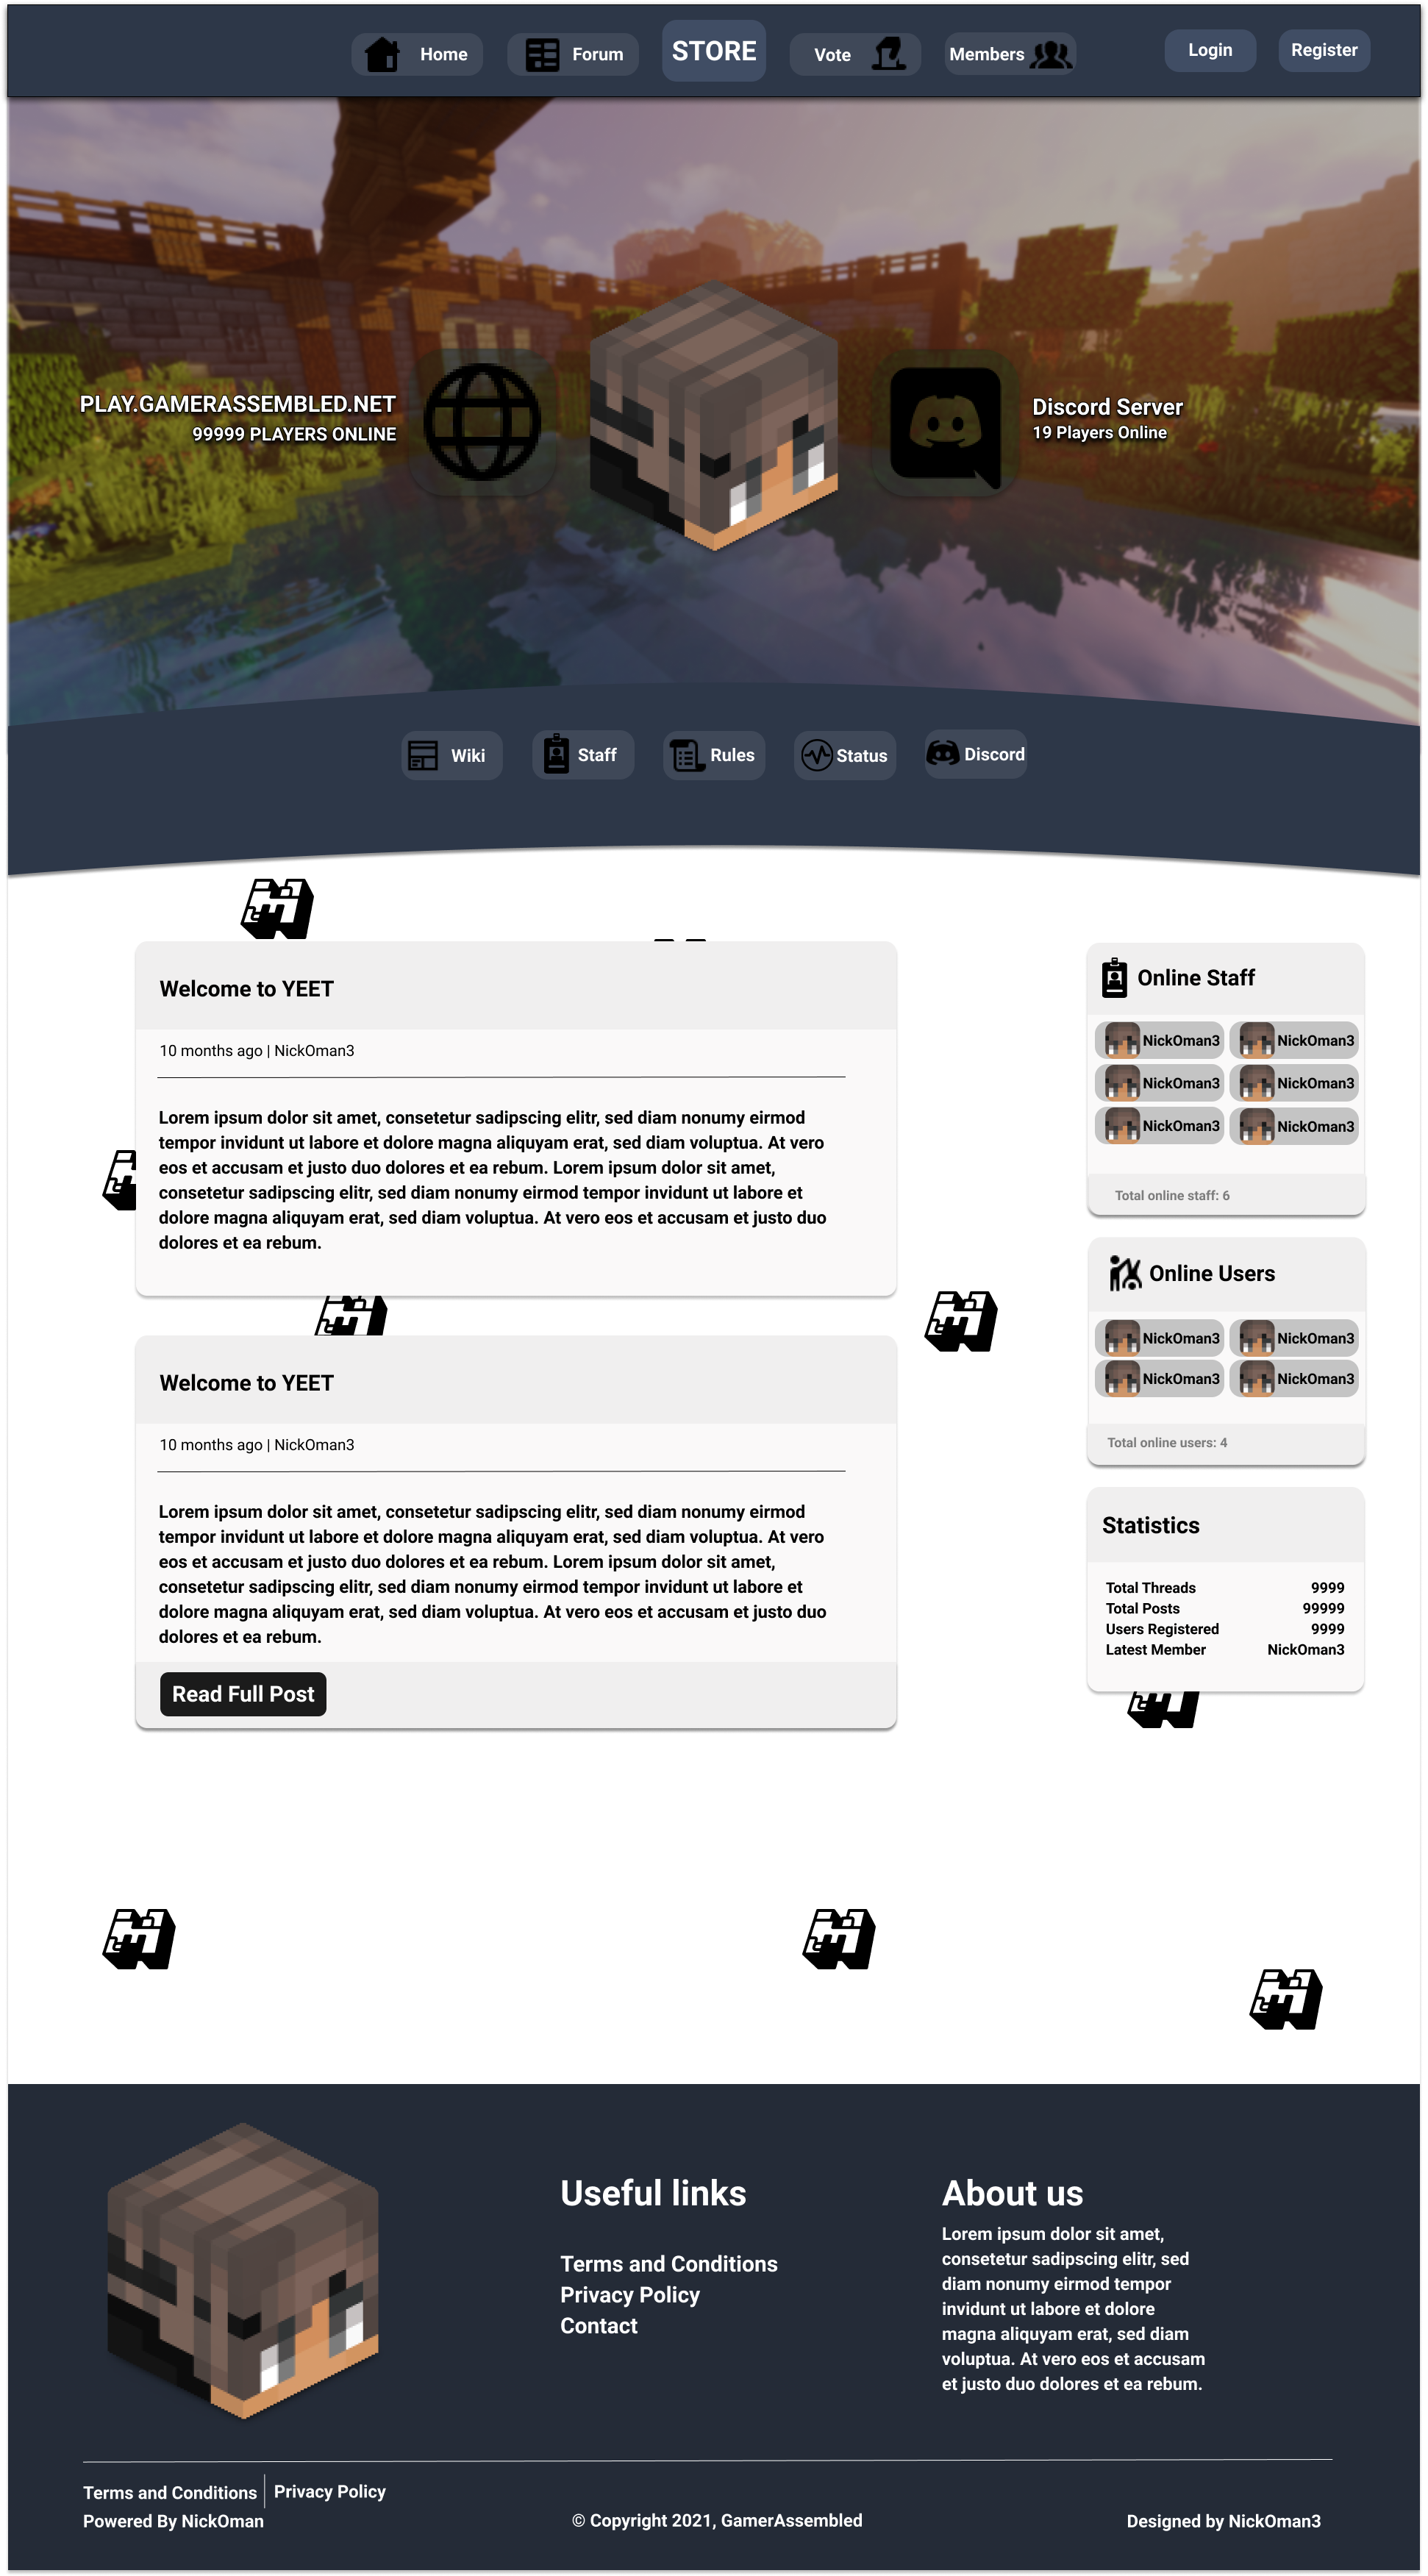 Home
Forum
STORE
Vote
Members
Login
Register
PLAY.GAMERASSEMBLED.NET
99999 PLAYERS ONLINE
Discord Server
19 Players Online
Wiki
Staff
Rules
Status
Discord
Welcome to YEET
10 months ago | NickOman3
Lorem ipsum dolor sit amet, consetetur sadipscing elitr, sed diam nonumy eirmod
tempor invidunt ut labore et dolore magna aliquyam erat, sed diam voluptua. At vero
eos et accusam et justo duo dolores et ea rebum. Lorem ipsum dolor sit amet,
consetetur sadipscing elitr, sed diam nonumy eirmod tempor invidunt ut labore et
dolore magna aliquyam erat, sed diam voluptua. At vero eos et accusam et justo duo
dolores et ea rebum.
Welcome to YEET
10 months ago | NickOman3
Lorem ipsum dolor sit amet, consetetur sadipscing elitr, sed diam nonumy eirmod
tempor invidunt ut labore et dolore magna aliquyam erat, sed diam voluptua. At vero
eos et accusam et justo duo dolores et ea rebum. Lorem ipsum dolor sit amet,
consetetur sadipscing elitr, sed diam nonumy eirmod tempor invidunt ut labore et
dolore magna aliquyam erat, sed diam voluptua. At vero eos et accusam et justo duo
dolores et ea rebum.
Read Full Post
Online Staff
NickOman3 NickOman3
NickOman3 NickOman3
NickOman3 NickOman3
Total online staff: 6
Online Users
NickOman3 NickOman3
NickOman3 NickOman3
Total online users: 4
Statistics
Total Threads 9999
Total Posts 99999
Users Registered 9999
Latest Member NickOman3
Useful links
Terms and Conditions
Privacy Policy
Contact
About us
Lorem ipsum dolor sit amet,
consetetur sadipscing elitr, sed
diam nonumy eirmod tempor
invidunt ut labore et dolore
magna aliquyam erat, sed diam
voluptua. At vero eos et accusam
et justo duo dolores et ea rebum.
Terms and Conditions | Privacy Policy
Powered By NickOman
© Copyright 2021, GamerAssembled
Designed by NickOman3